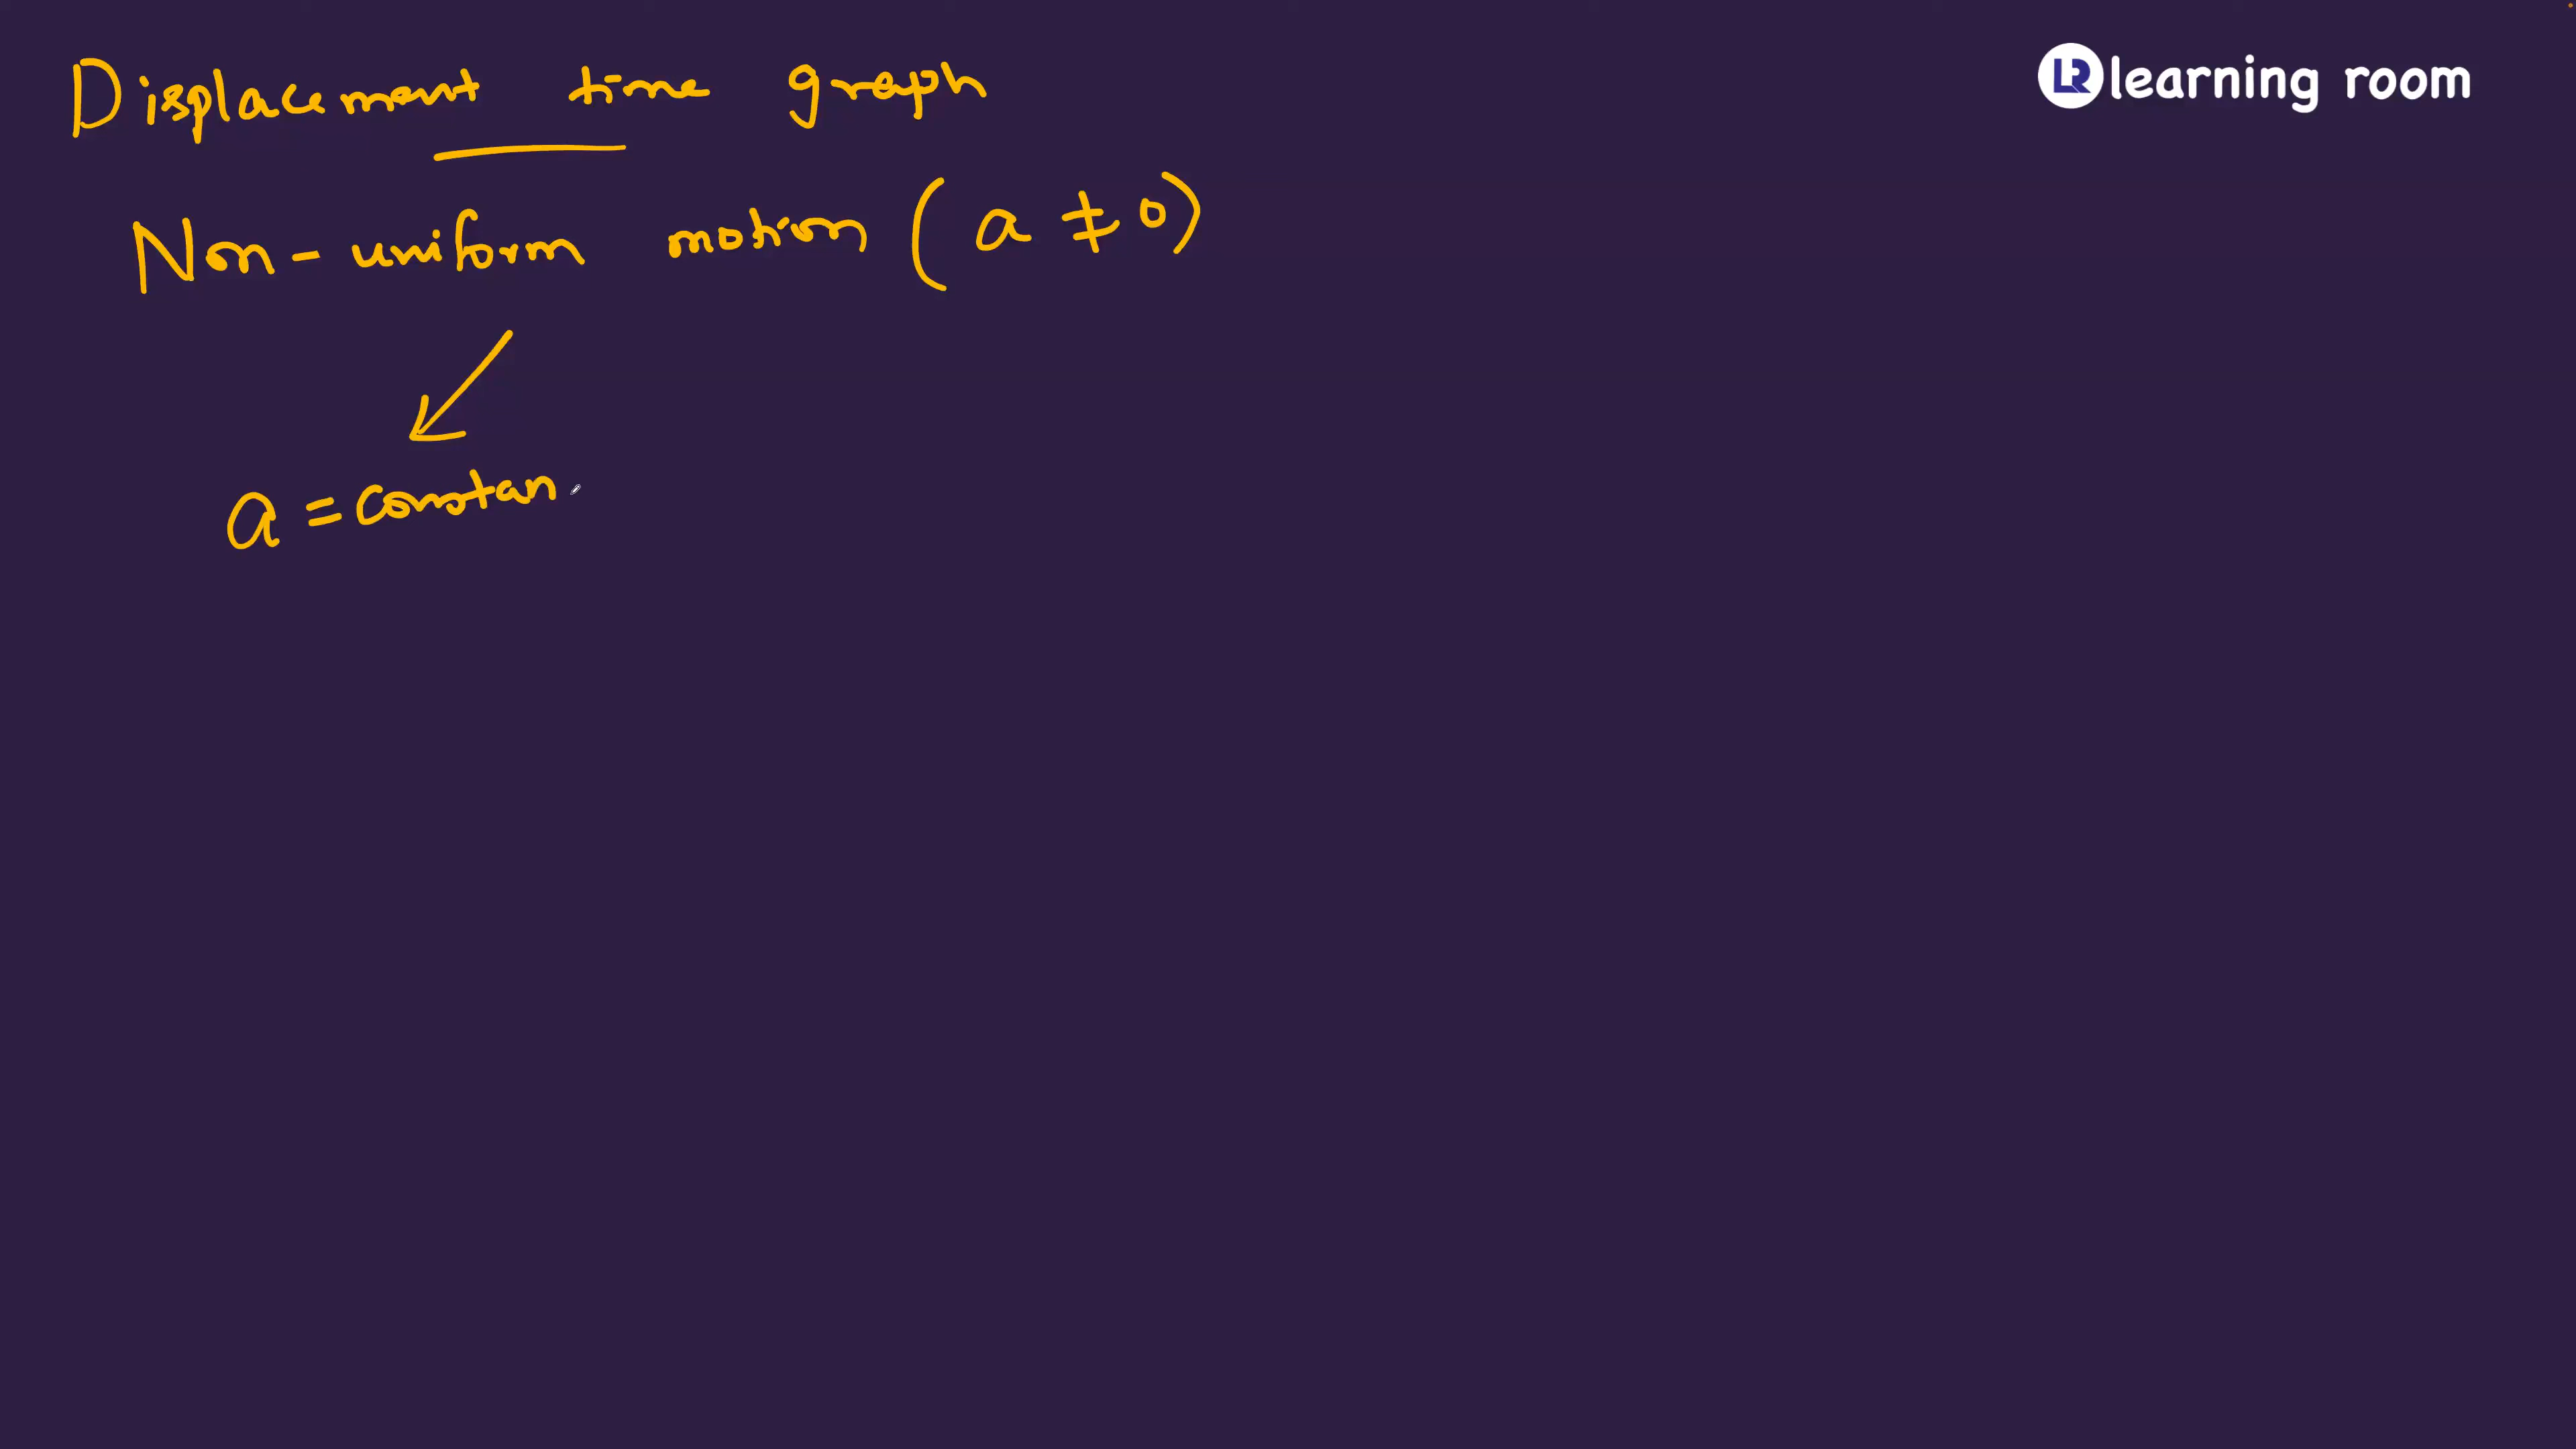 Displacement time graph
learning room
Non-uniform motion (a ≠ 0)
a = constan